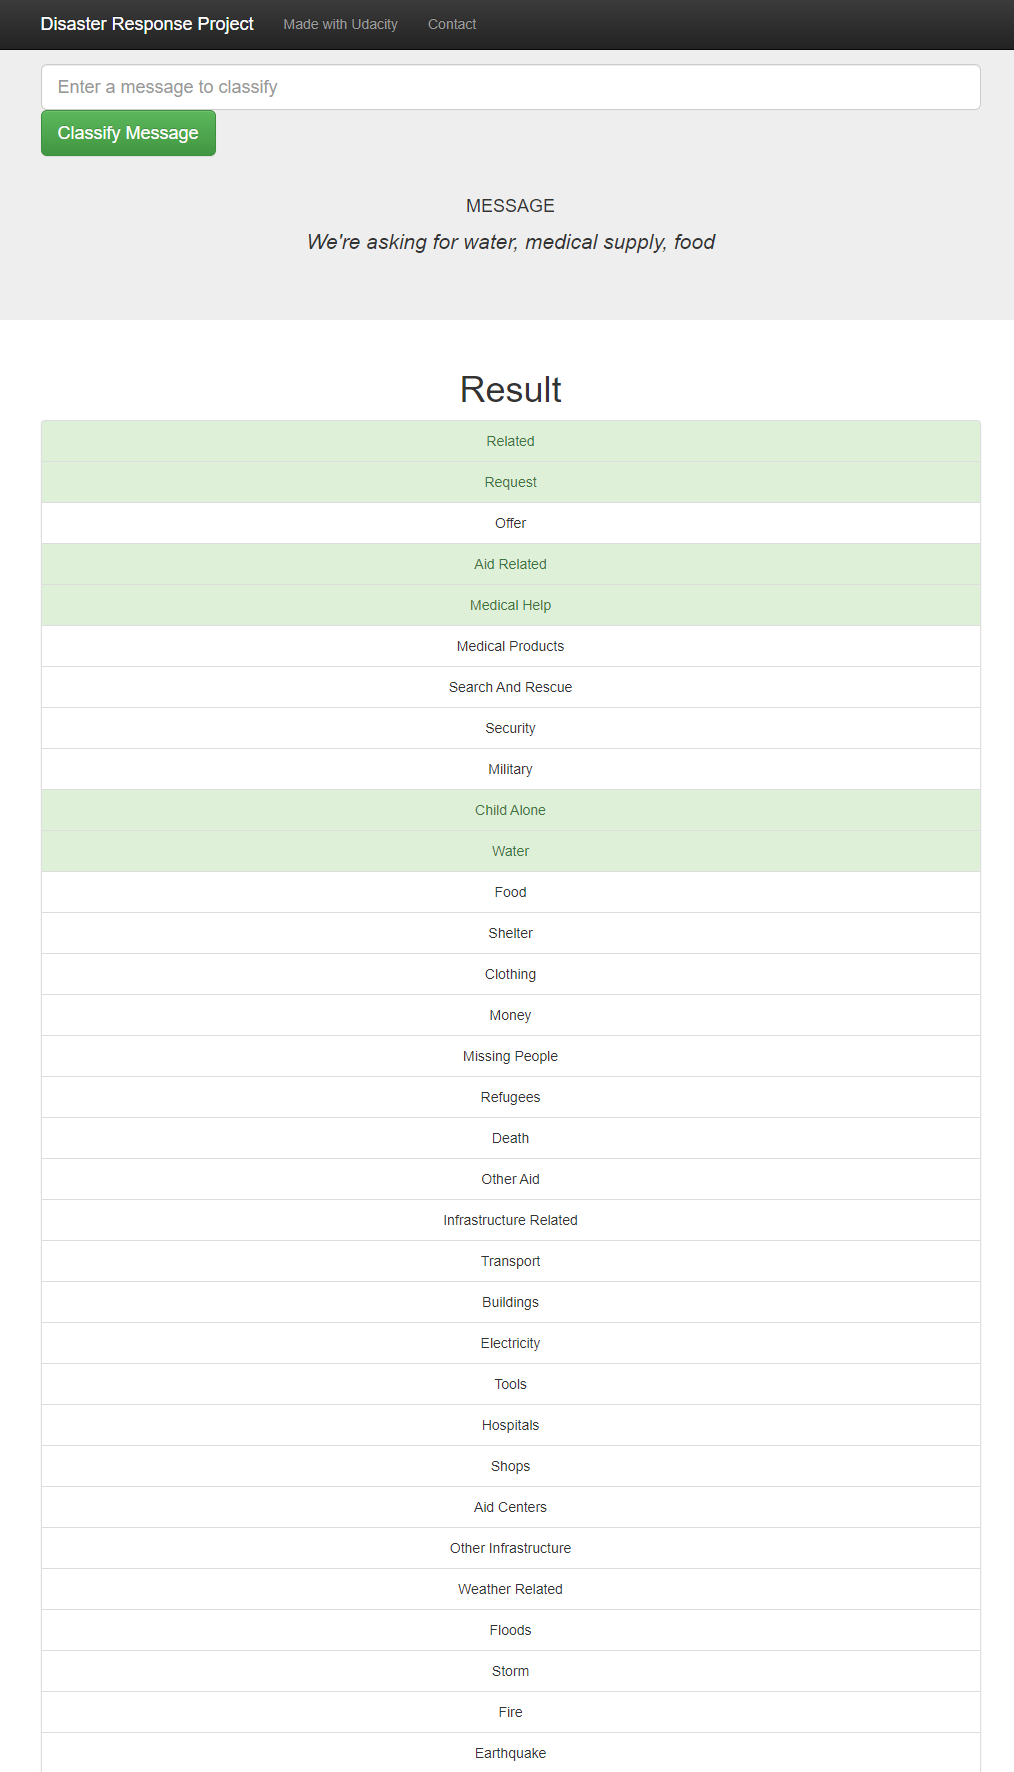 Disaster Response Project Made with Udacity Contact
Enter a message to classify
Classify Message
MESSAGE
We're asking for water, medical supply, food
Result
Related
Request
Offer
Aid Related
Medical Help
Medical Products
Search And Rescue
Security
Military
Child Alone
Water
Food
Shelter
Clothing
Money
Missing People
Refugees
Death
Other Aid
Infrastructure Related
Transport
Buildings
Electricity
Tools
Hospitals
Shops
Aid Centers
Other Infrastructure
Weather Related
Floods
Storm
Fire
Earthquake